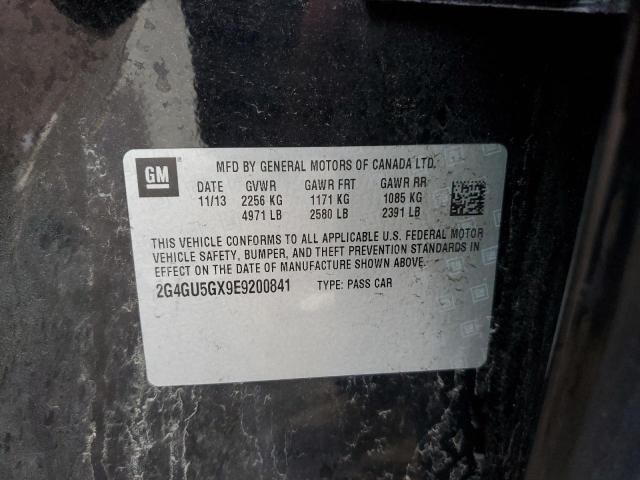 GM
MFD BY GENERAL MOTORS OF CANADA LTD.
DATE GVWR GAWR FRT GAWR RR
11/13 2256 KG 1171 KG 1085 KG
4971 LB 2580 LB 2391 LB
THIS VEHICLE CONFORMS TO ALL APPLICABLE U.S. FEDERAL MOTOR
VEHICLE SAFETY, BUMPER, AND THEFT PREVENTION STANDARDS IN
EFFECT ON THE DATE OF MANUFACTURE SHOWN ABOVE.
2G4GU5GX9E9200841 TYPE: PASS CAR